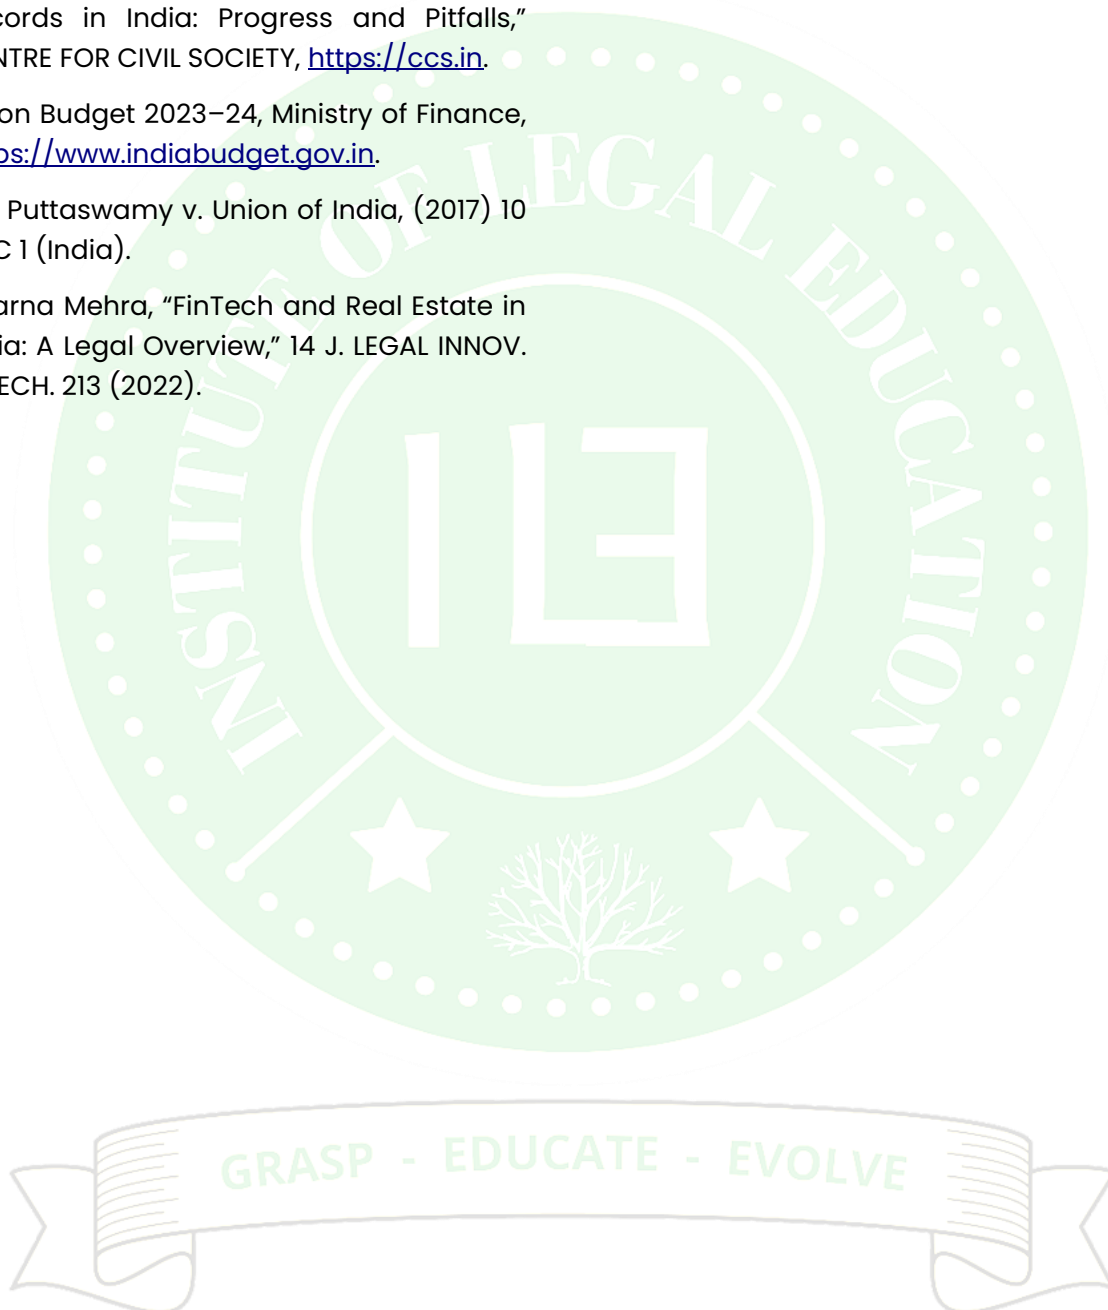 cords in India: Progress and Pitfalls,”
NTRE FOR CIVIL SOCIETY, https://ccs.in.
on Budget 2023–24, Ministry of Finance,
ps://www.indiabudget.gov.in.
Puttaswamy v. Union of India, (2017) 10
C 1 (India).
arna Mehra, “FinTech and Real Estate in
ia: A Legal Overview,” 14 J. LEGAL INNOV.
ECH. 213 (2022).
INSTITUTE OF LEGAL EDUCATION
ILE
GRASP - EDUCATE - EVOLVE